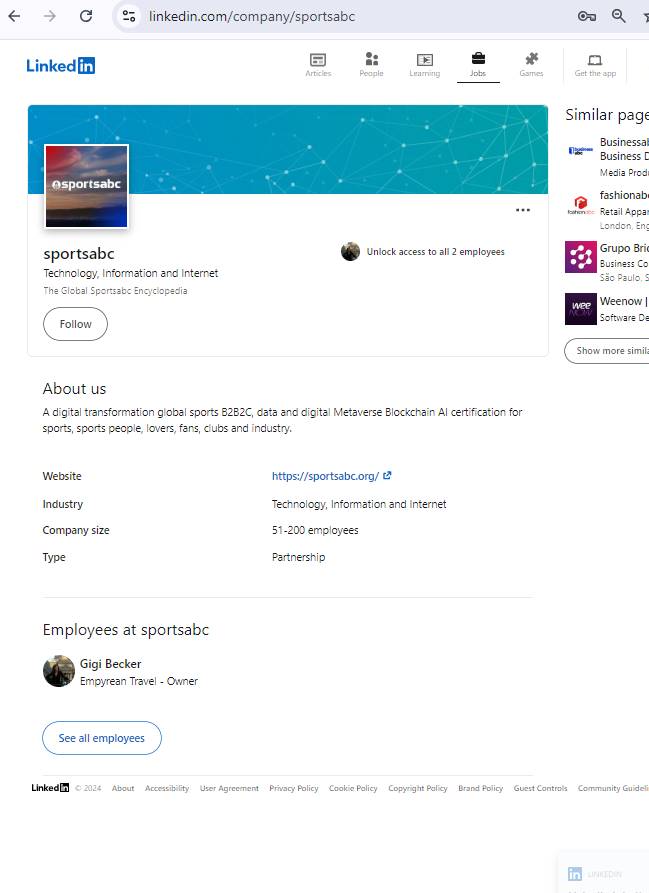 linkedin.com/company/sportsabc
LinkedIn
Articles
People
Learning
Jobs
Games
Get the app
sportsabc
sportsabc
Technology, Information and Internet
The Global Sportsabc Encyclopedia
Unlock access to all 2 employees
Follow
About us
A digital transformation global sports B2B2C, data and digital Metaverse Blockchain AI certification for
sports, sports people, lovers, fans, clubs and industry.
Website
https://sportsabc.org/
Industry
Technology, Information and Internet
Company size
51-200 employees
Type
Partnership
Employees at sportsabc
Gigi Becker
Empyrean Travel - Owner
See all employees
LinkedIn © 2024 About Accessibility User Agreement Privacy Policy Cookie Policy Copyright Policy Brand Policy Guest Controls Community Guideli
Similar page
Businessab
Business D
Media Produ
fashionabc
Retail Appar
London, Eng
Grupo Bric
Business Co
São Paulo, S
wee
NOW
Weenow |
Software De
Show more simila
LINKEDIN